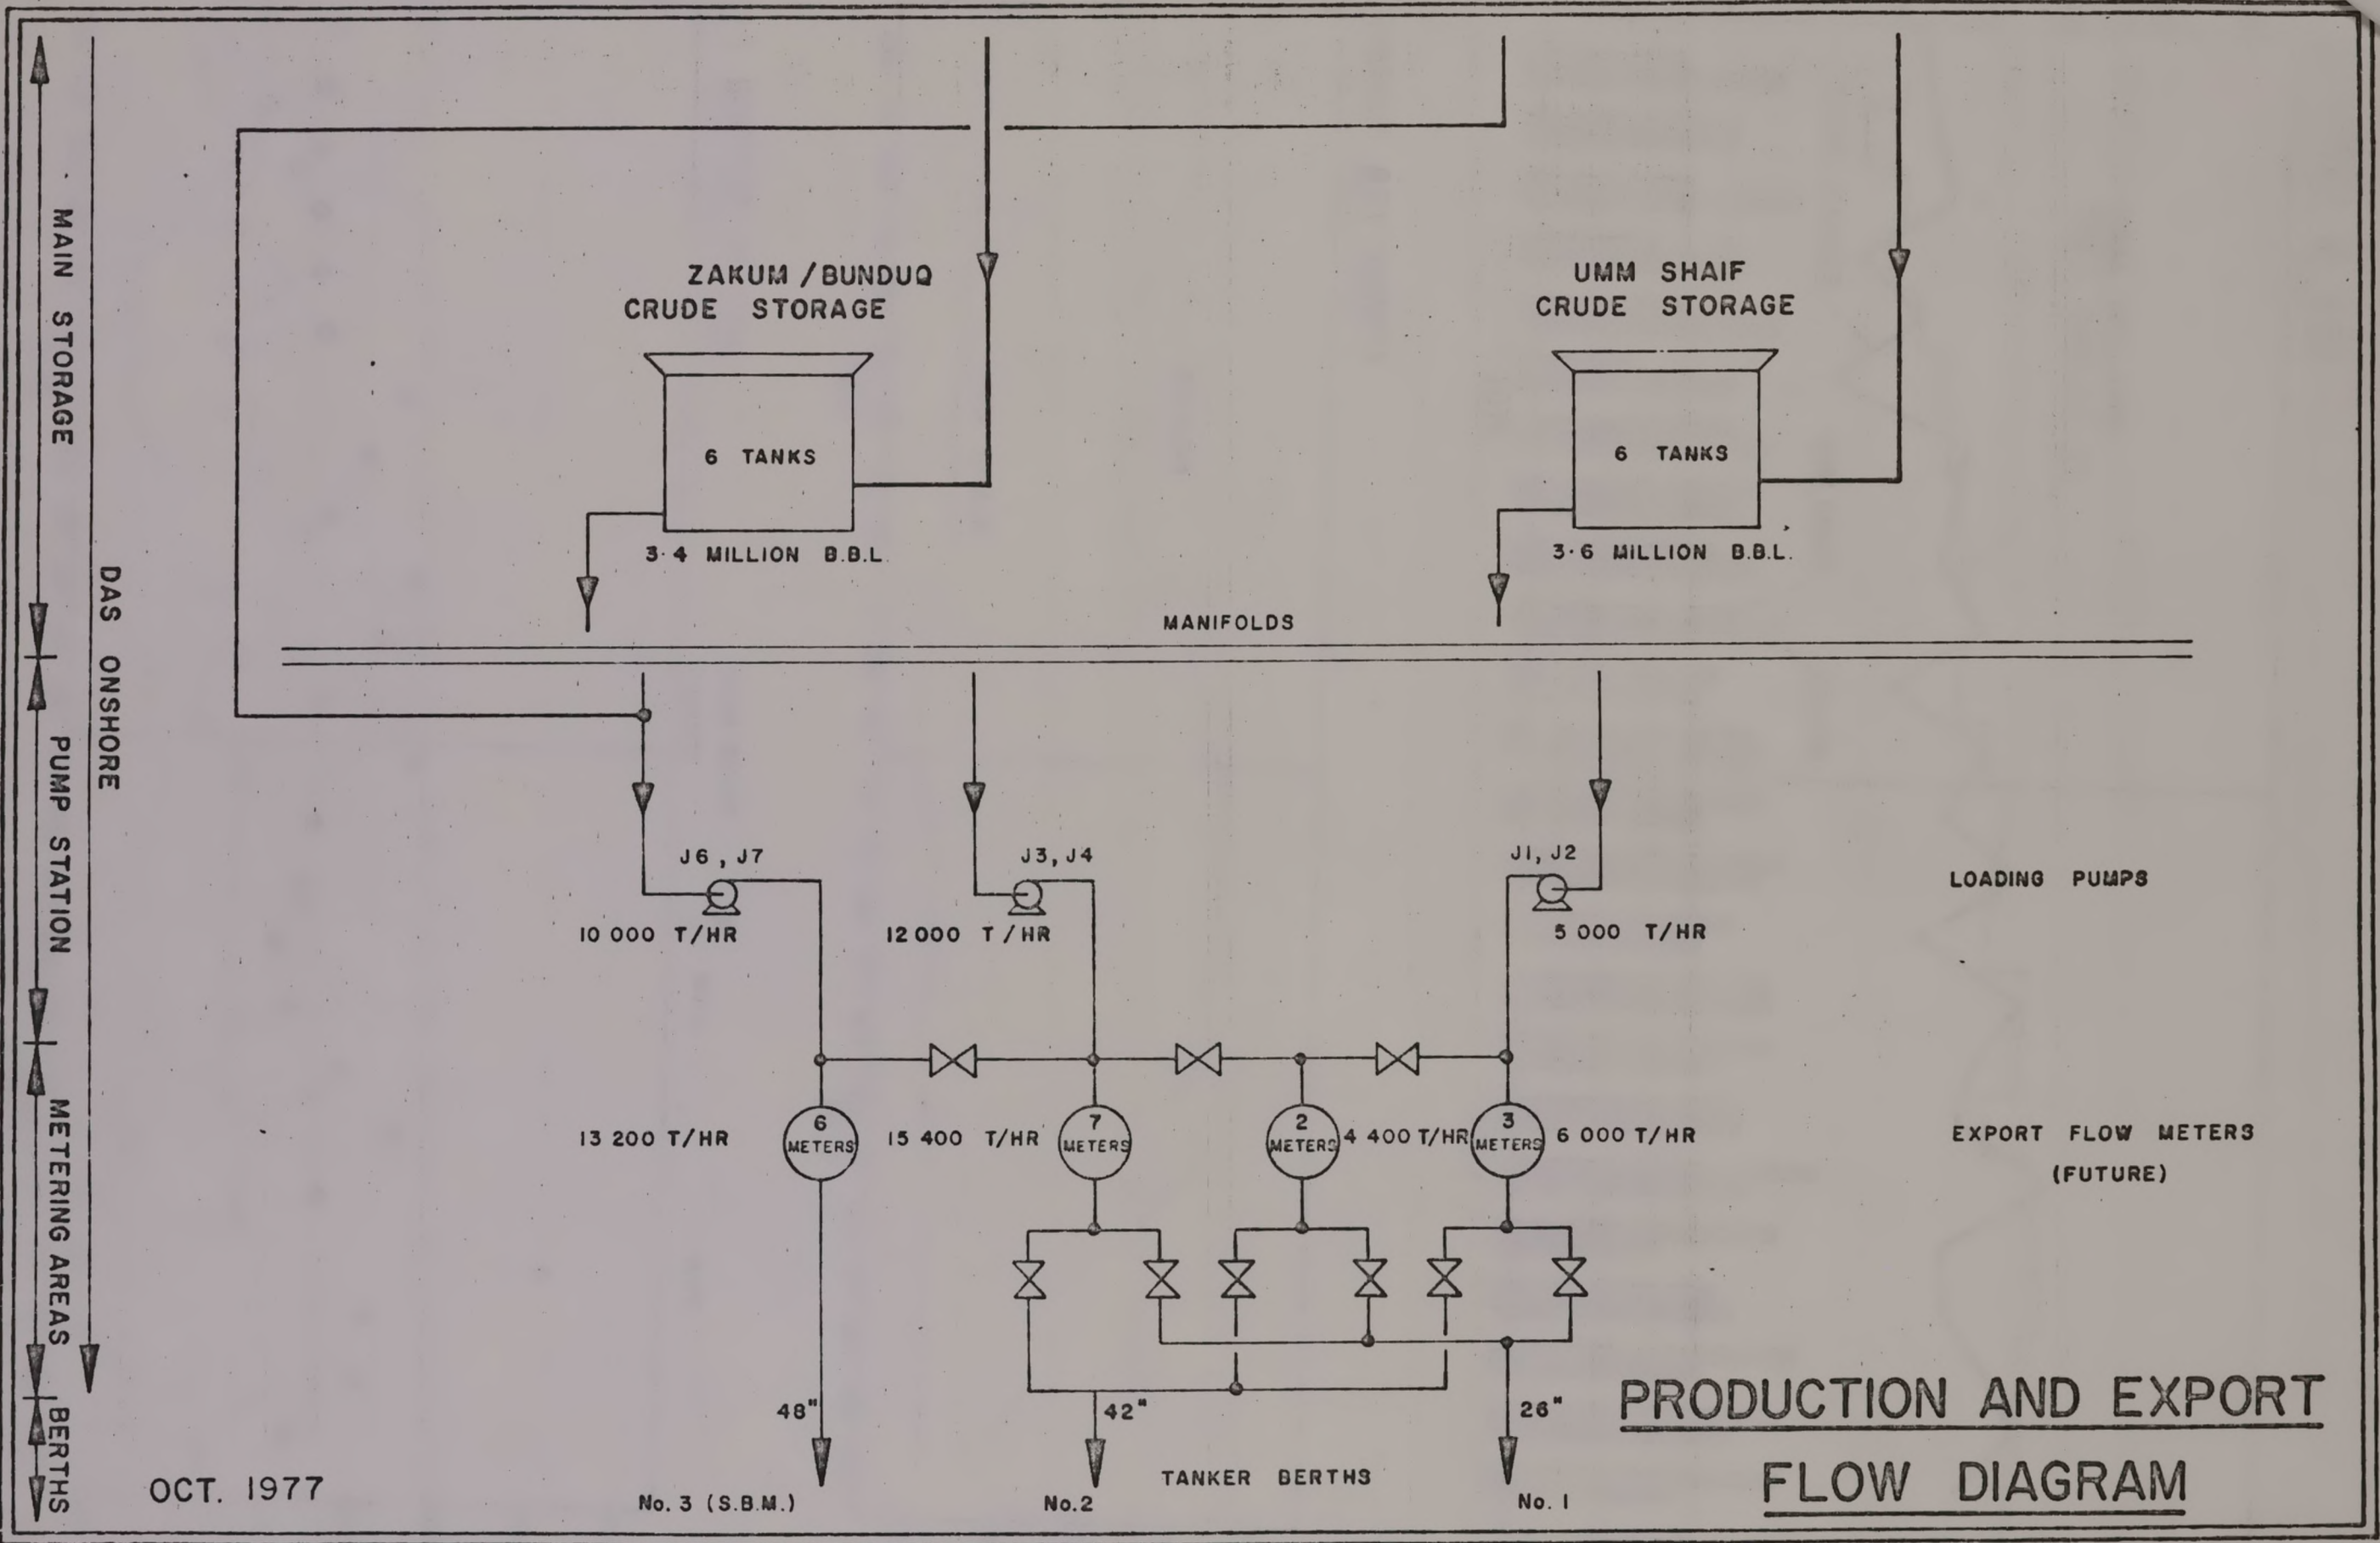 MAIN STORAGE
PUMP STATION
METERING AREAS
BERTHS
DAS ONSHORE
ZAKUM / BUNDUQ
CRUDE STORAGE
6 TANKS
3.4 MILLION B.B.L.
UMM SHAIF
CRUDE STORAGE
6 TANKS
3.6 MILLION B.B.L.
MANIFOLDS
J6 , J7
J3, J4
J1, J2
LOADING PUMPS
10 000 T/HR
12 000 T / HR
5 000 T/HR
13 200 T/HR
6
METERS
15 400 T/HR
7
METERS
2
METERS
4 400 T/HR
3
METERS
6 000 T/HR
EXPORT FLOW METERS
(FUTURE)
48"
42"
26"
No. 3 (S.B.M.)
No.2
TANKER BERTHS
No. 1
OCT. 1977
PRODUCTION AND EXPORT
FLOW DIAGRAM